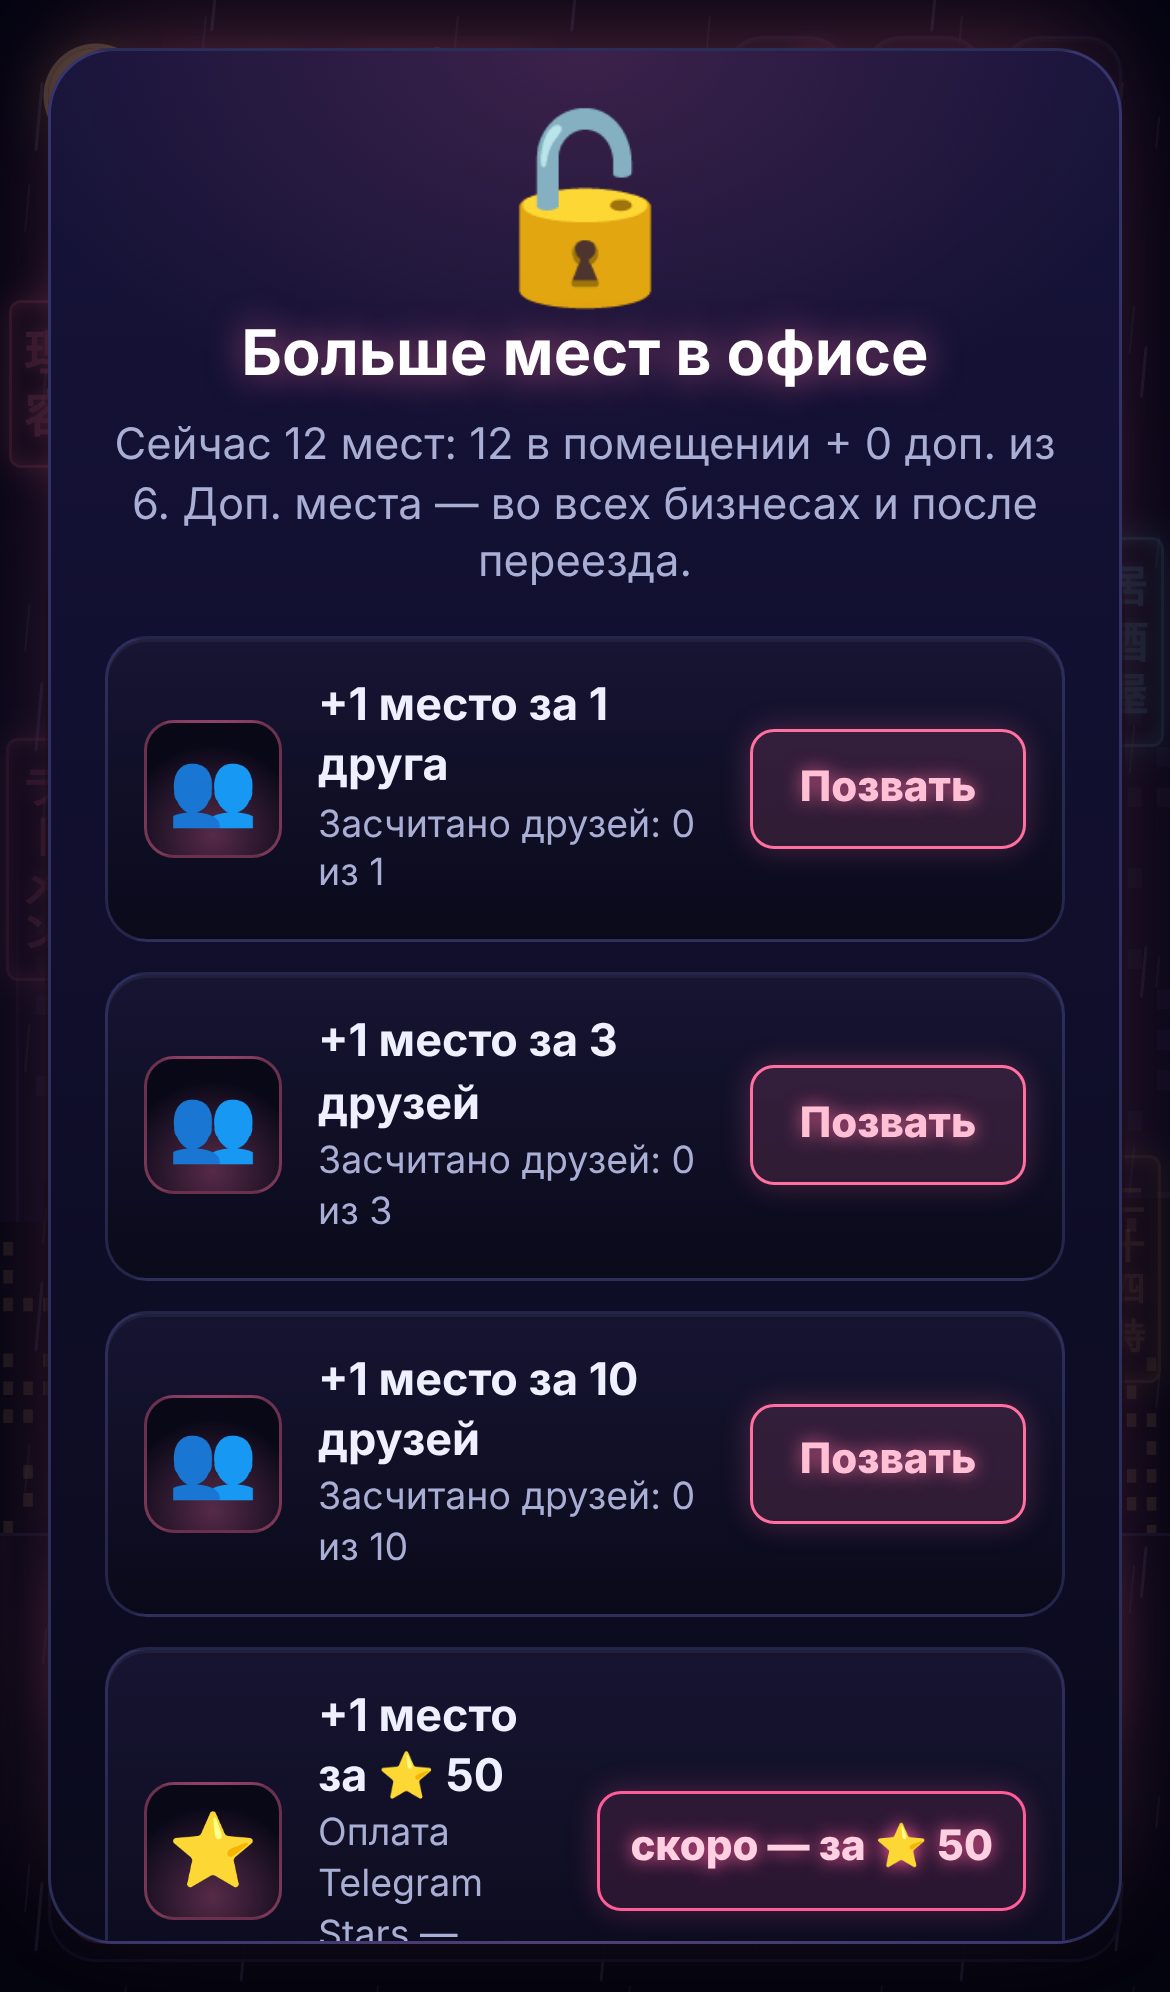 Больше мест в офисе
Сейчас 12 мест: 12 в помещении + 0 доп. из
6. Доп. места — во всех бизнесах и после
переезда.
+1 место за 1
друга
Засчитано друзей: 0
из 1
Позвать
+1 место за 3
друзей
Засчитано друзей: 0
из 3
Позвать
+1 место за 10
друзей
Засчитано друзей: 0
из 10
Позвать
+1 место
за ⭐ 50
Оплата
Telegram
Stars —
скоро — за ⭐ 50
居
酒
屋